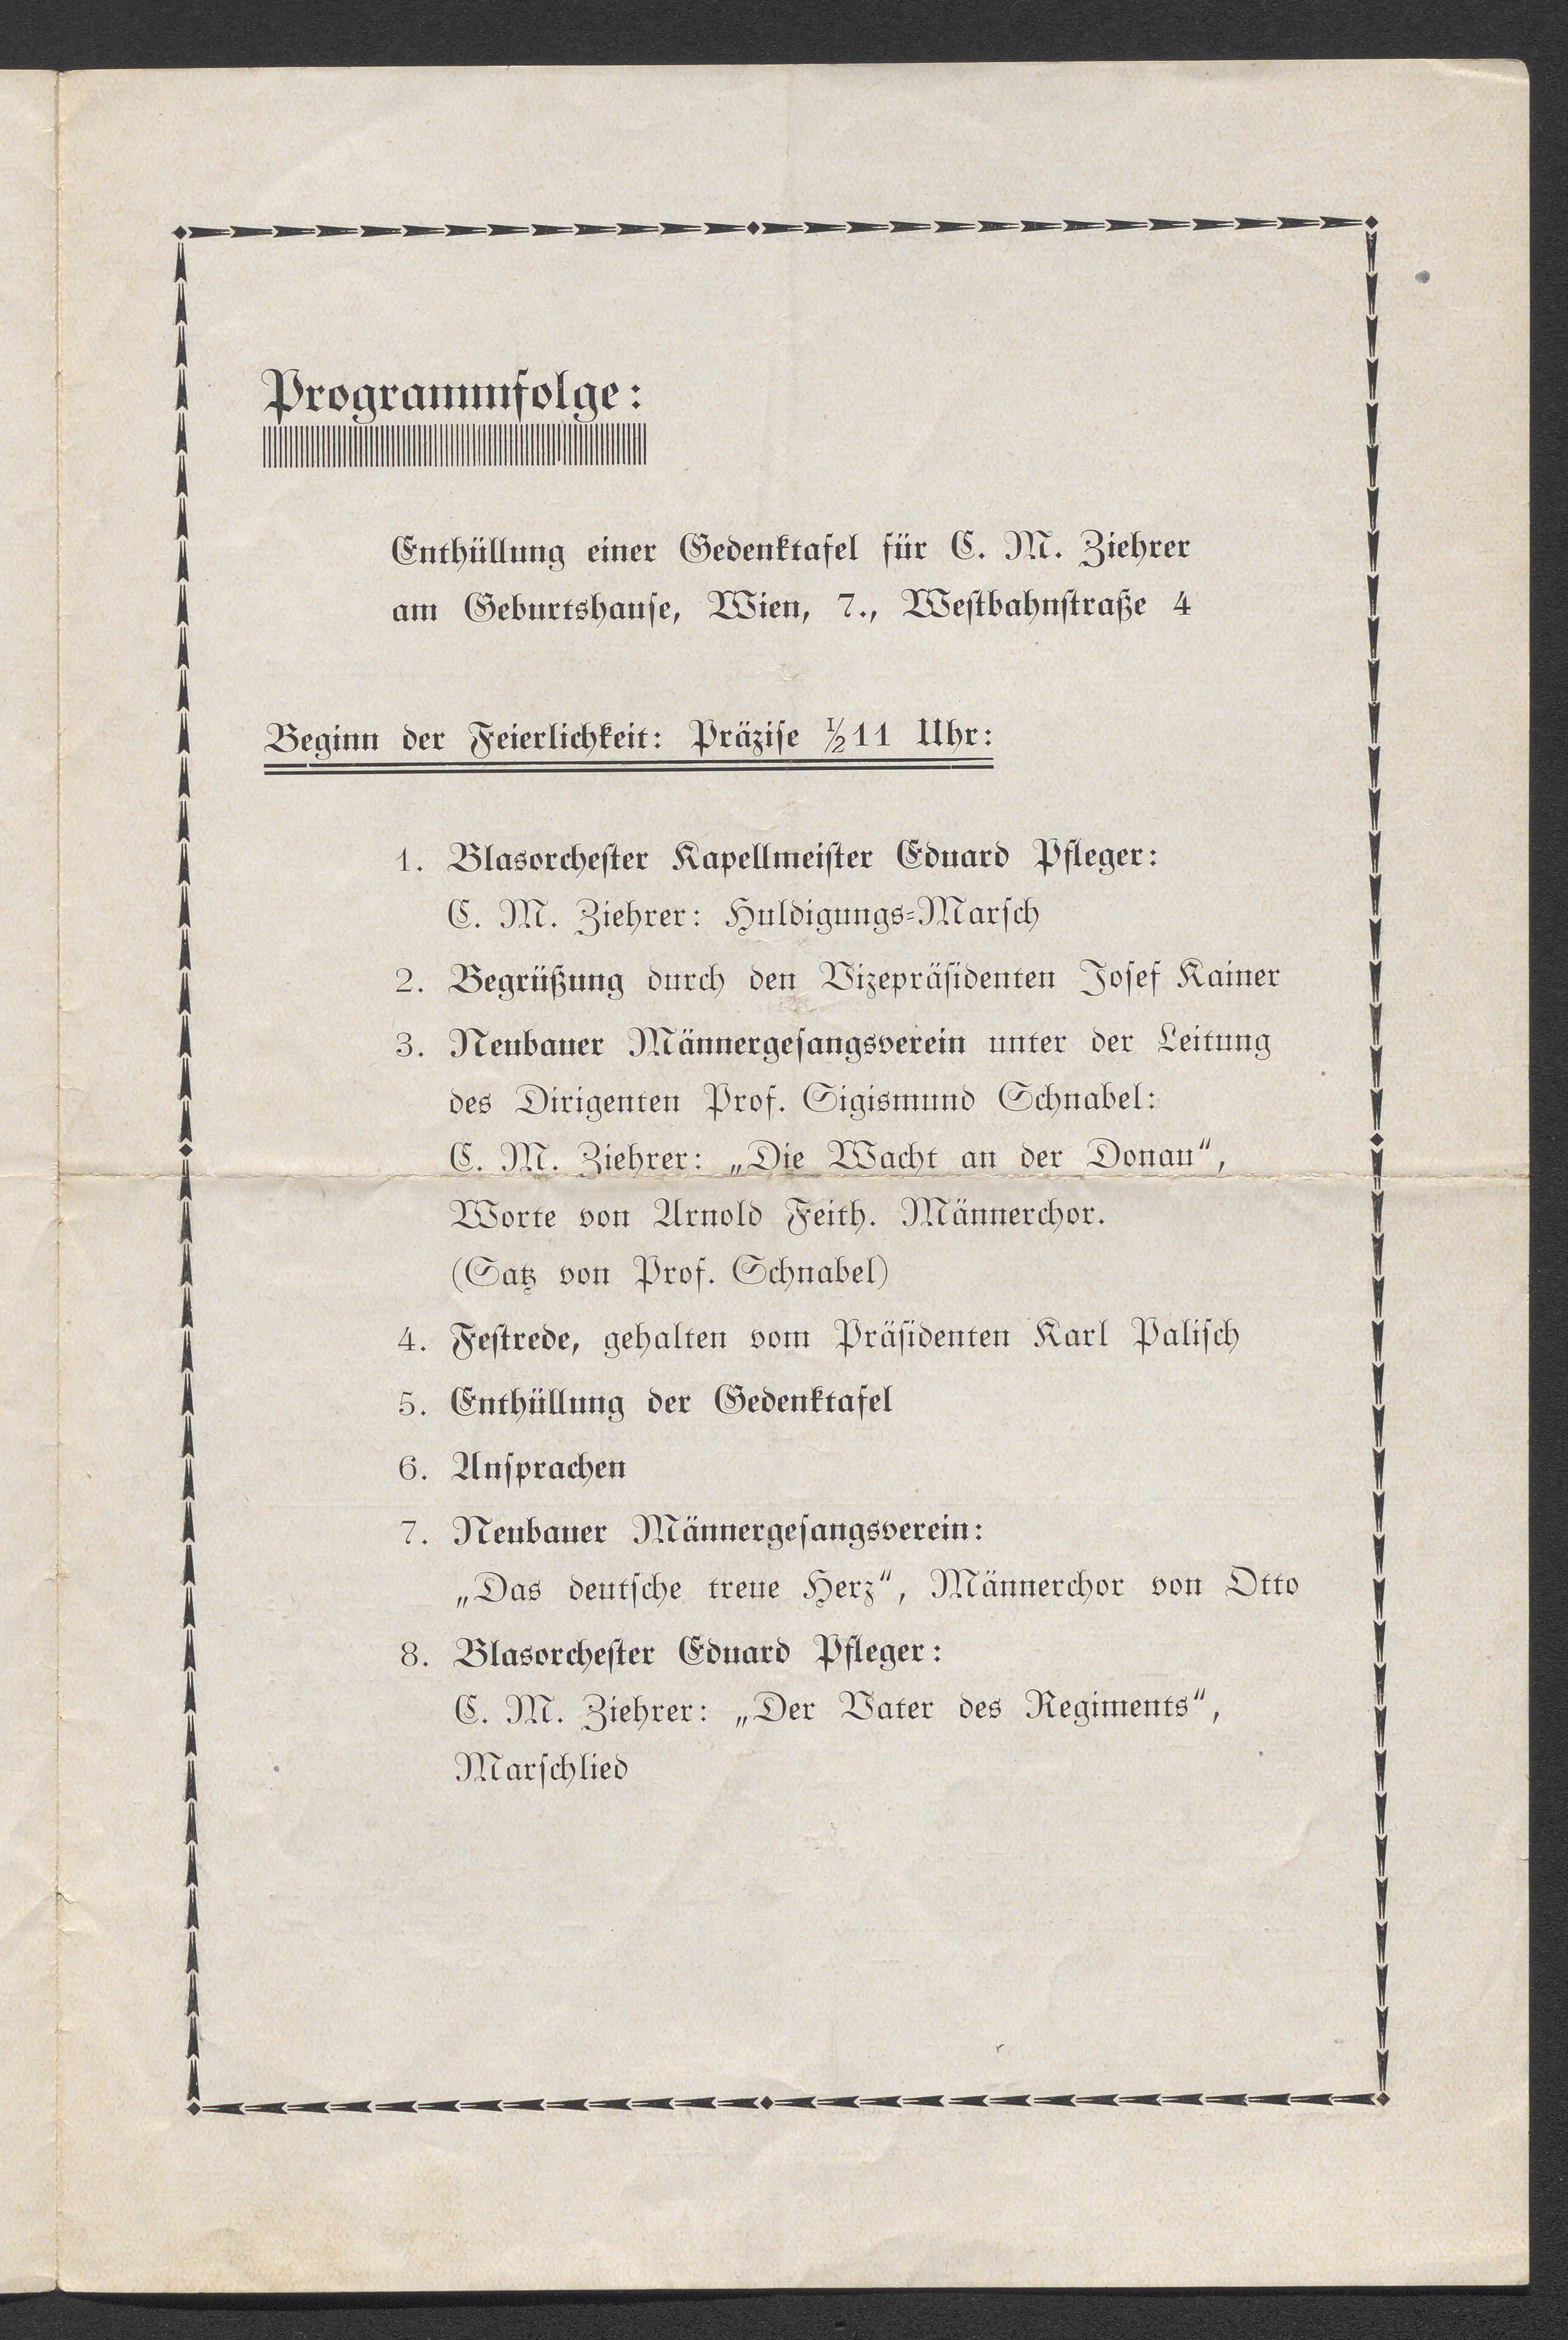 Programmfolge:
Enthüllung einer Gedenktafel für C. M. Ziehrer
am Geburtshause, Wien, 7., Westbahnstraße 4
Beginn der Feierlichkeit: Präzise ½11 Uhr:
1. Blasorchester Kapellmeister Eduard Pfleger:
C. M. Ziehrer: Huldigungs-Marsch
2. Begrüßung durch den Vizepräsidenten Josef Kainer
3. Neubauer Männergesangsverein unter der Leitung
des Dirigenten Prof. Sigismund Schnabel:
C. M. Ziehrer: „Die Wacht an der Donau“,
Worte von Arnold Feith. Männerchor.
(Satz von Prof. Schnabel)
4. Festrede, gehalten vom Präsidenten Karl Palisch
5. Enthüllung der Gedenktafel
6. Ansprachen
7. Neubauer Männergesangsverein:
„Das deutsche treue Herz“, Männerchor von Otto
8. Blasorchester Eduard Pfleger:
C. M. Ziehrer: „Der Vater des Regiments“,
Marschlied